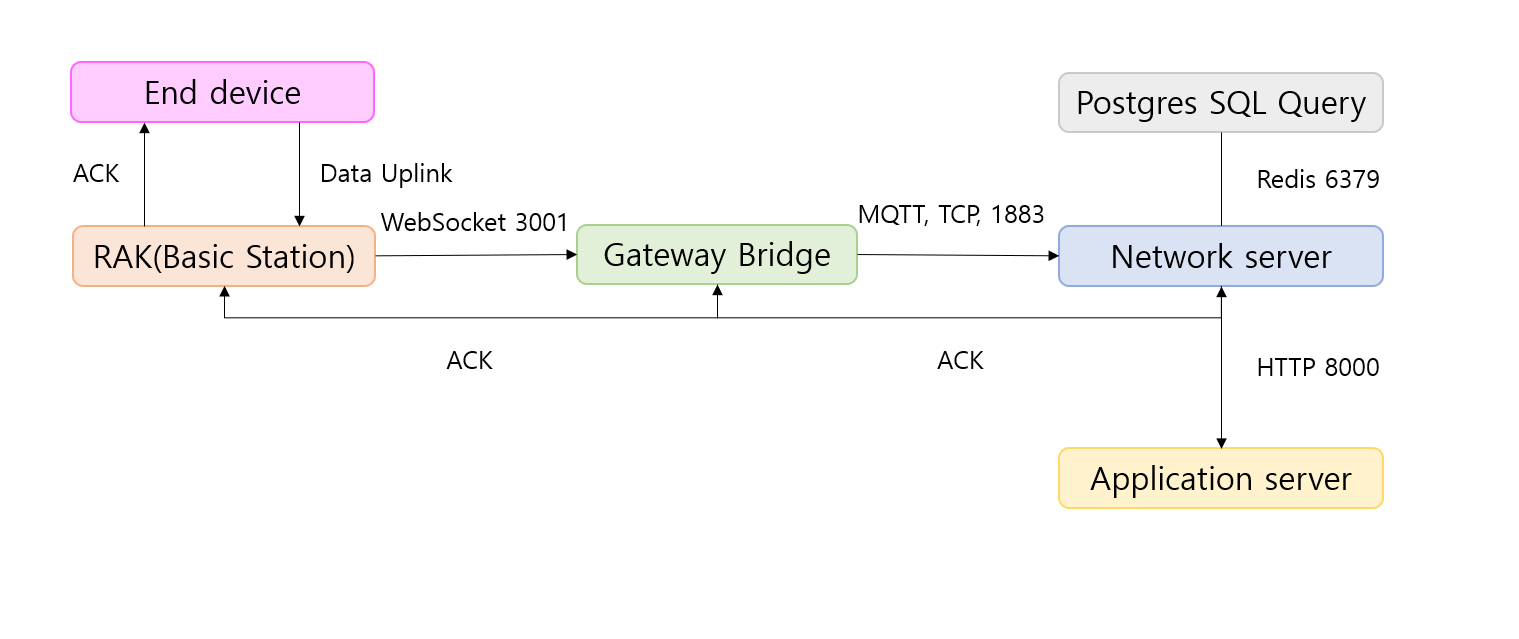 End device
Postgres SQL Query
ACK
Data Uplink
Redis 6379
WebSocket 3001
MQTT, TCP, 1883
RAK(Basic Station)
Gateway Bridge
Network server
ACK
ACK
HTTP 8000
Application server